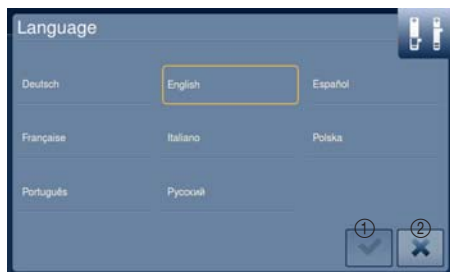 Language
Deutsch English Español
Française Italiano Polska
Português Русский
① ②